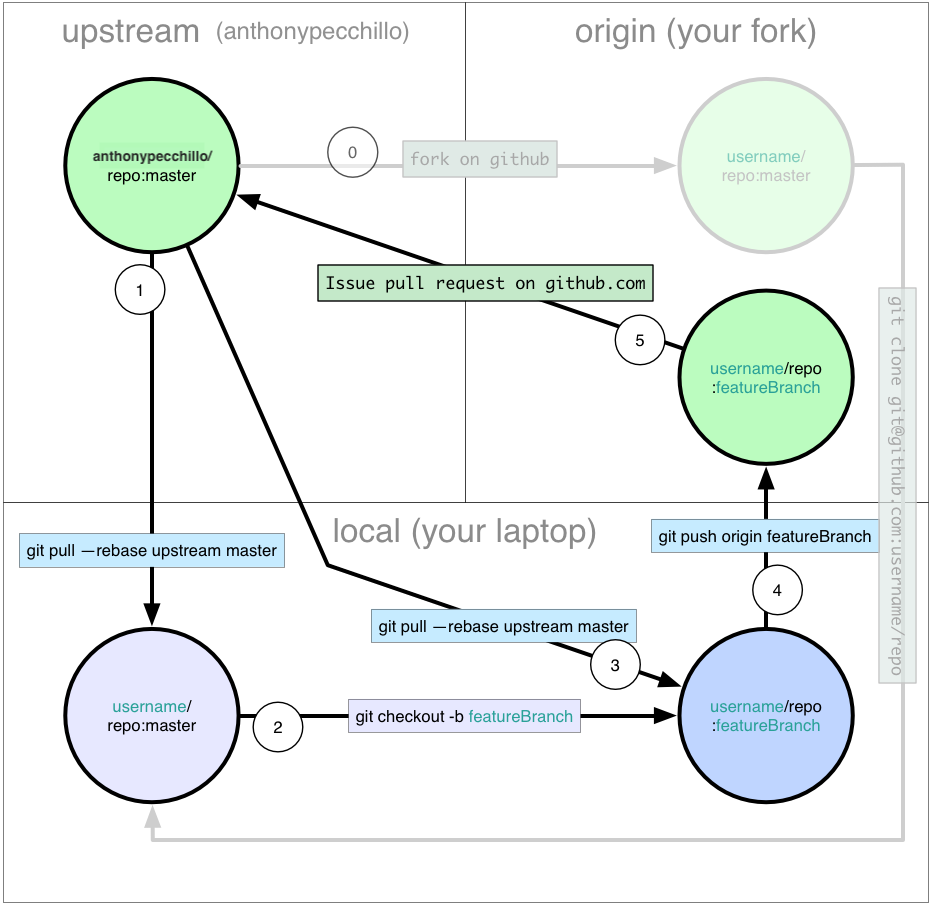 upstream (anthonypecchillo)
origin (your fork)
anthonypecchillo/
repo:master
0
fork on github
username/
repo:master
1
Issue pull request on github.com
5
username/repo
:featureBranch
git clone git@github.com:username/repo
local (your laptop)
git pull —rebase upstream master
git push origin featureBranch
4
git pull —rebase upstream master
3
username/
repo:master
2
git checkout -b featureBranch
username/repo
:featureBranch